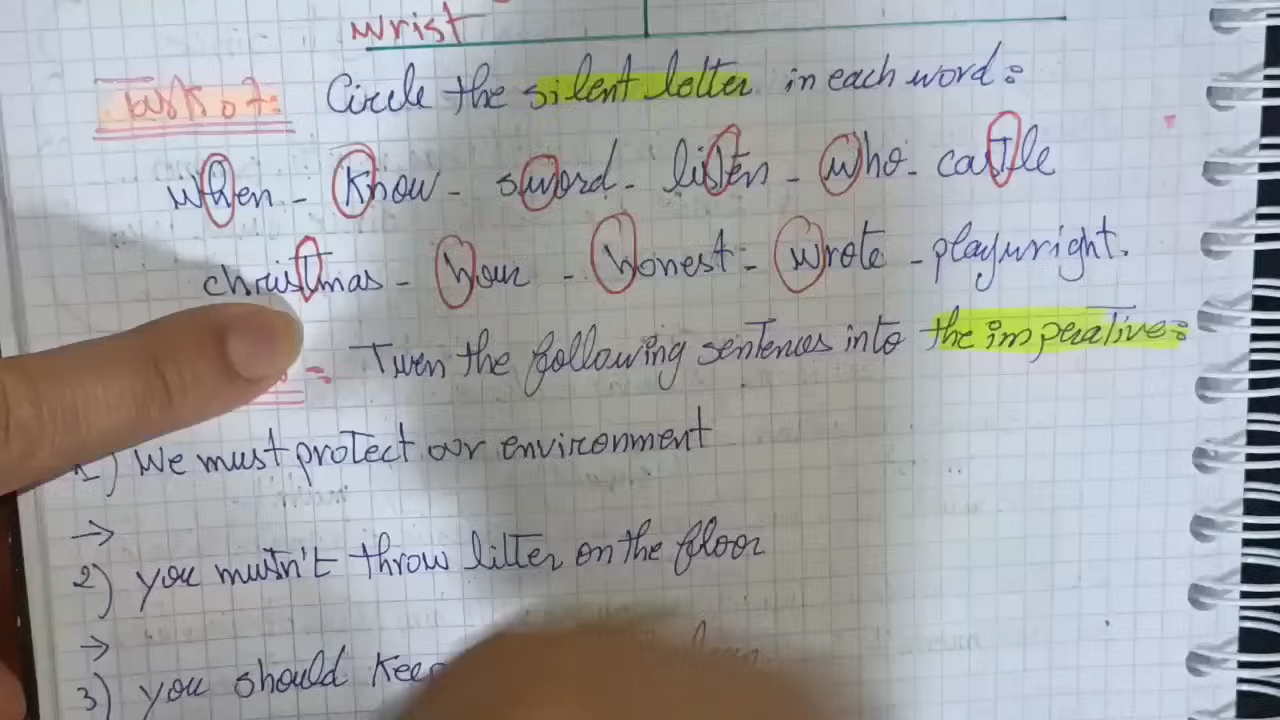 wrist
Task 07: Circle the silent letter in each word:
when - Know - sword - listen - who - castle
christmas - hour - honest - wrote - playwright.
Turn the following sentences into the imperative:
1) We must protect our environment
→
2) you mustn't throw litter on the floor
→
3) you should Keep